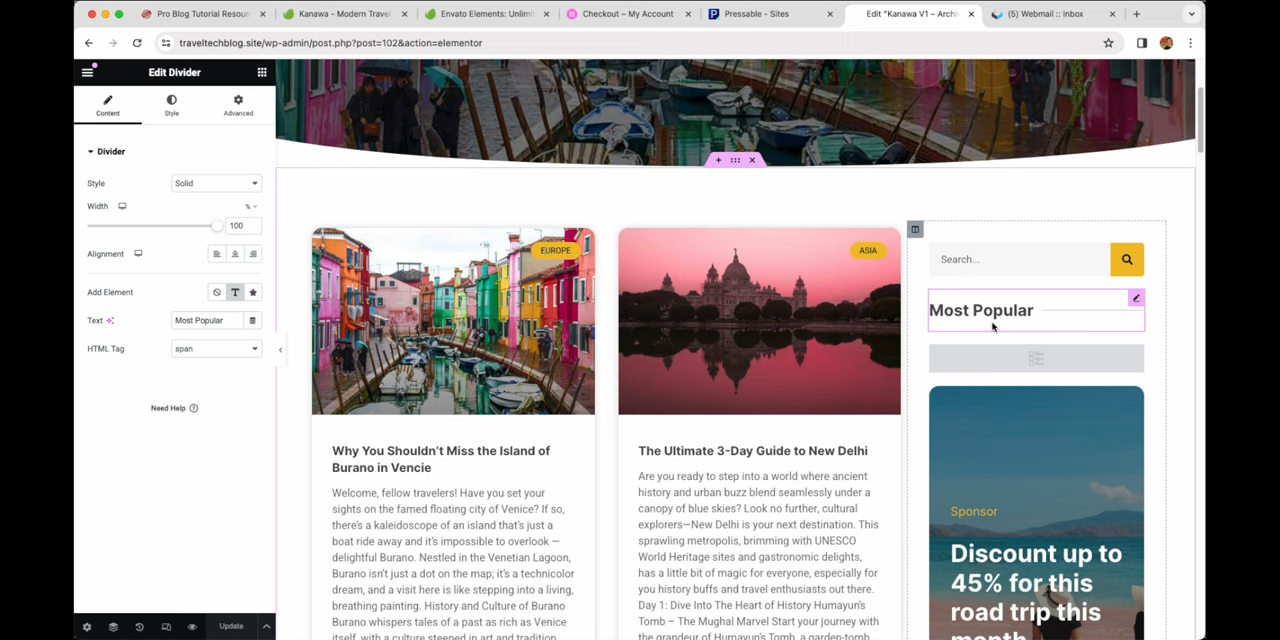 Pro Blog Tutorial Resour
Kanawa - Modern Travel
Envato Elements: Unlimi
Checkout – My Account
Pressable - Sites
Edit "Kanawa V1 – Archi
(5) Webmail :: Inbox
traveltechblog.site/wp-admin/post.php?post=102&action=elementor
Edit Divider
Content
Style
Advanced
Divider
Style
Solid
Width
%
100
Alignment
Add Element
Text
Most Popular
HTML Tag
span
Need Help
Update
EUROPE
ASIA
Search...
Most Popular
Why You Shouldn't Miss the Island of
Burano in Vencie
Welcome, fellow travelers! Have you set your
sights on the famed floating city of Venice? If so,
there's a kaleidoscope of an island that's just a
boat ride away and it's impossible to overlook —
delightful Burano. Nestled in the Venetian Lagoon,
Burano isn't just a dot on the map; it's a technicolor
dream, and a visit here is like stepping into a living,
breathing painting. History and Culture of Burano
Burano whispers tales of a past as rich as Venice
itself, with a culture steeped in art and tradition
The Ultimate 3-Day Guide to New Delhi
Are you ready to step into a world where ancient
history and urban buzz blend seamlessly under a
canopy of blue skies? Look no further, cultural
explorers—New Delhi is your next destination. This
sprawling metropolis, brimming with UNESCO
World Heritage sites and gastronomic delights,
has a little bit of magic for everyone, especially for
you history buffs and travel enthusiasts out there.
Day 1: Dive Into The Heart of History Humayun's
Tomb – The Mughal Marvel Start your journey with
the grandeur of Humayun's Tomb, a garden-tomb
Sponsor
Discount up to
45% for this
road trip this
month